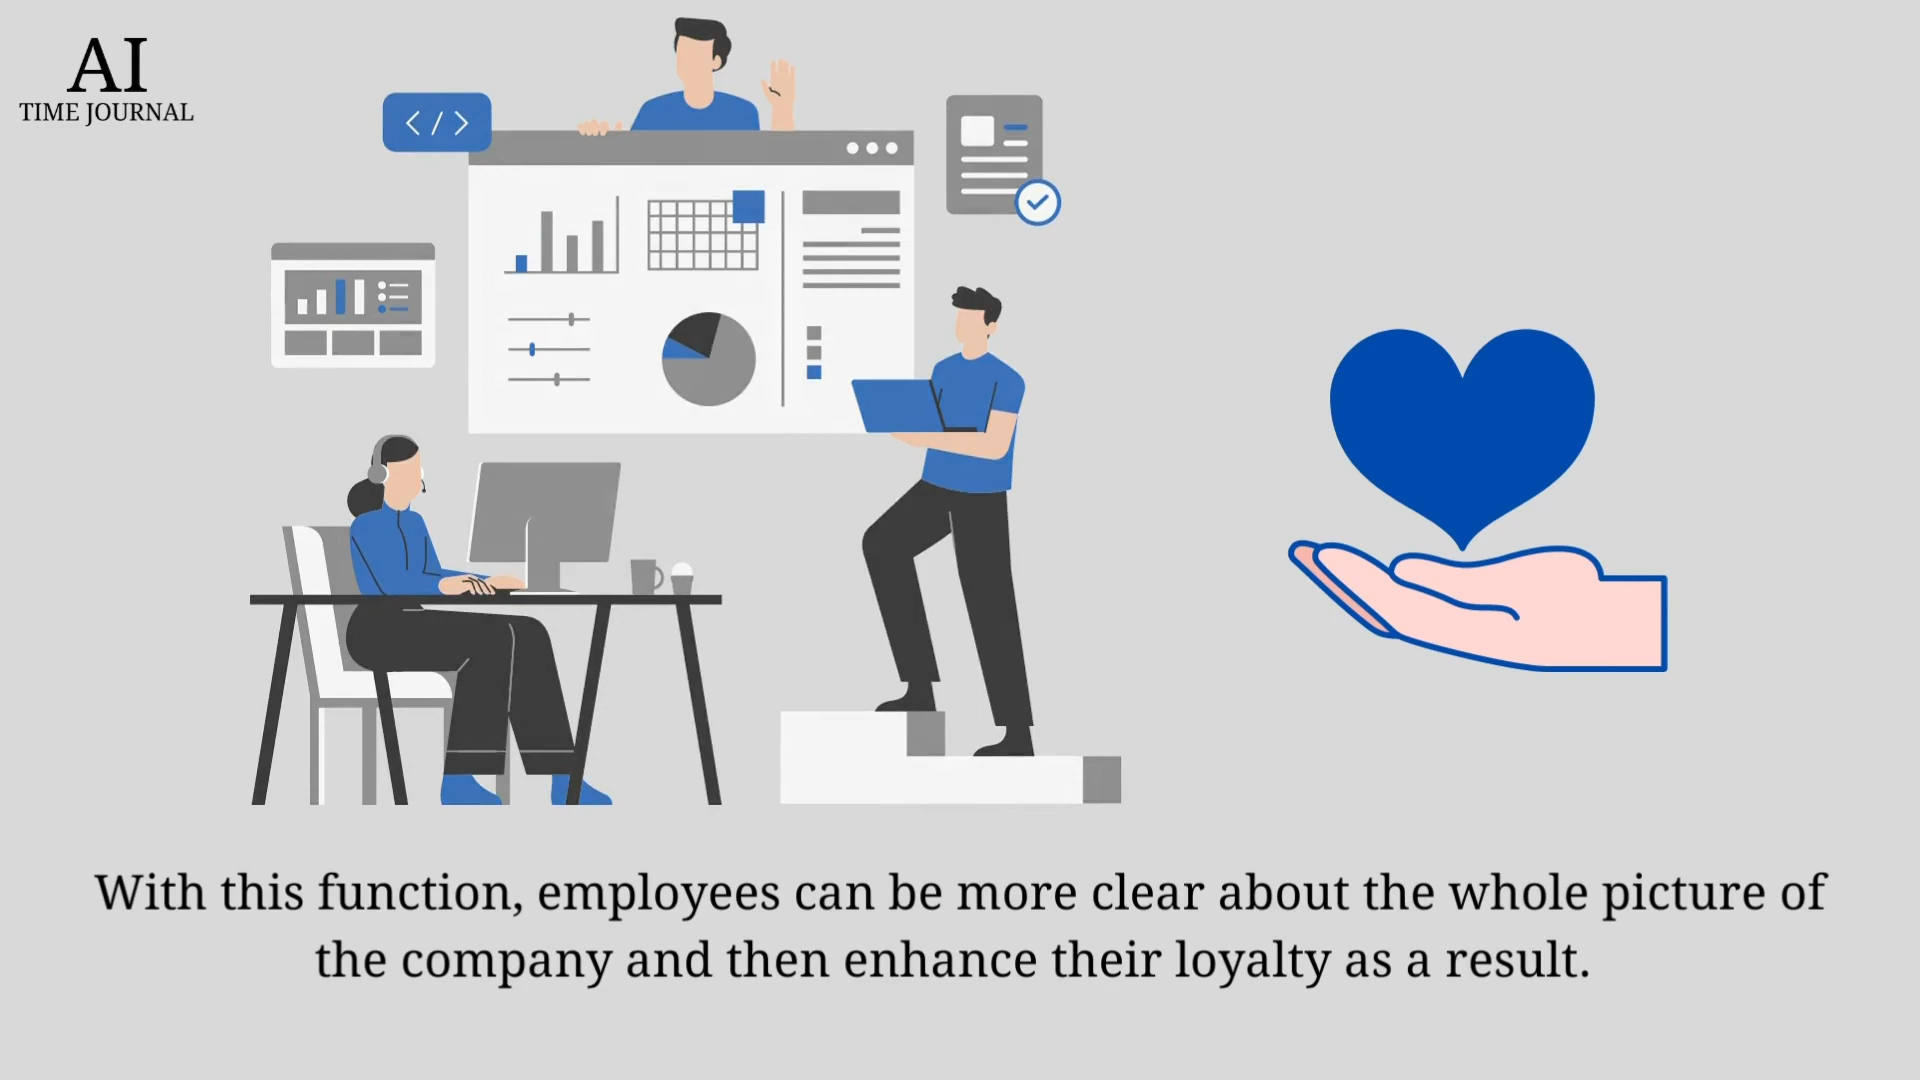 AI
TIME JOURNAL
</>
With this function, employees can be more clear about the whole picture of
the company and then enhance their loyalty as a result.